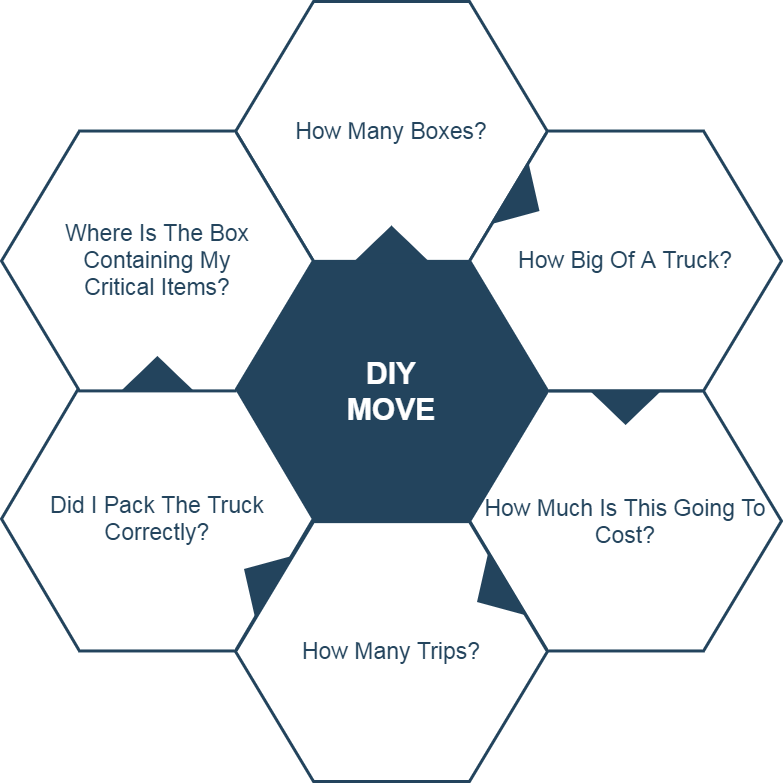 How Many Boxes?
Where Is The Box
Containing My
Critical Items?
How Big Of A Truck?
DIY
MOVE
Did I Pack The Truck
Correctly?
How Much Is This Going To
Cost?
How Many Trips?